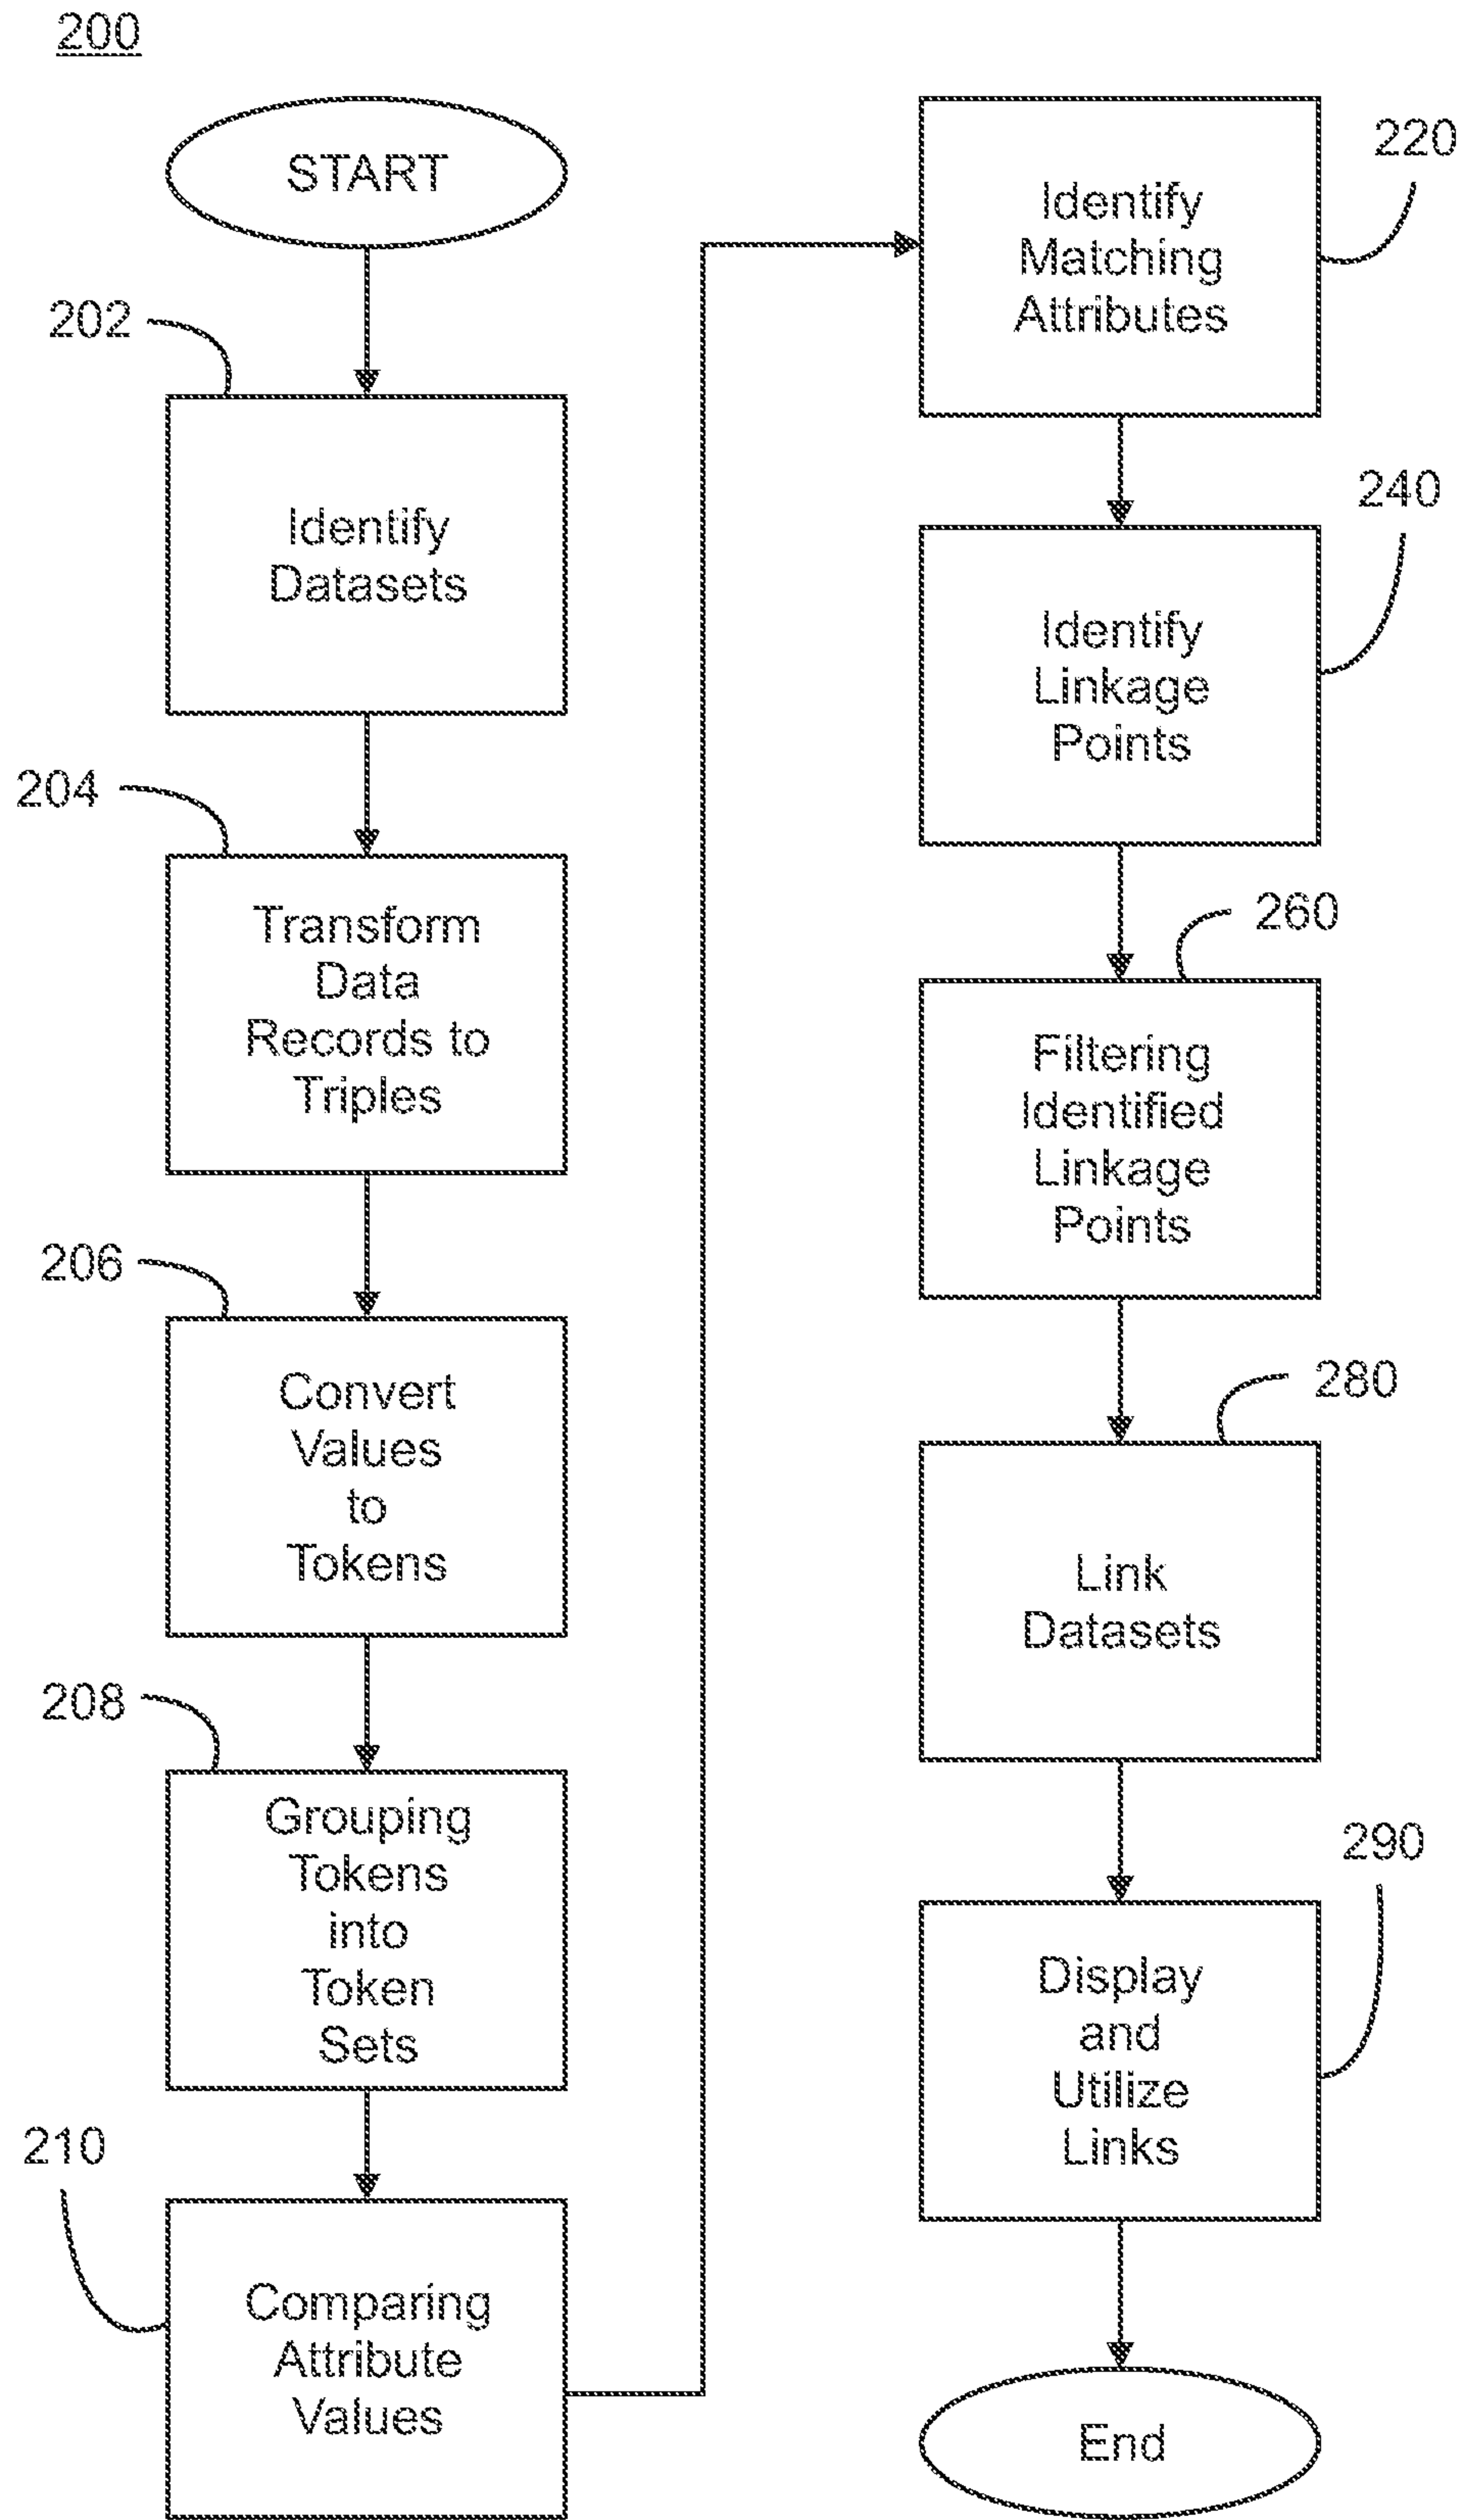 200
START
202
Identify
Datasets
204
Transform
Data
Records to
Triples
206
Convert
Values
to
Tokens
208
Grouping
Tokens
into
Token
Sets
210
Comparing
Attribute
Values
220
Identify
Matching
Attributes
240
Identify
Linkage
Points
260
Filtering
Identified
Linkage
Points
280
Link
Datasets
290
Display
and
Utilize
Links
End